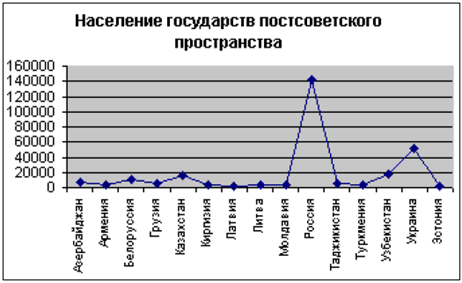 Население государств постсоветского
пространства
160000
140000
120000
100000
80000
60000
40000
20000
0
Азербайджан
Армения
Белоруссия
Грузия
Казахстан
Киргизия
Латвия
Литва
Молдавия
Россия
Таджикистан
Туркмения
Узбекистан
Украина
Эстония